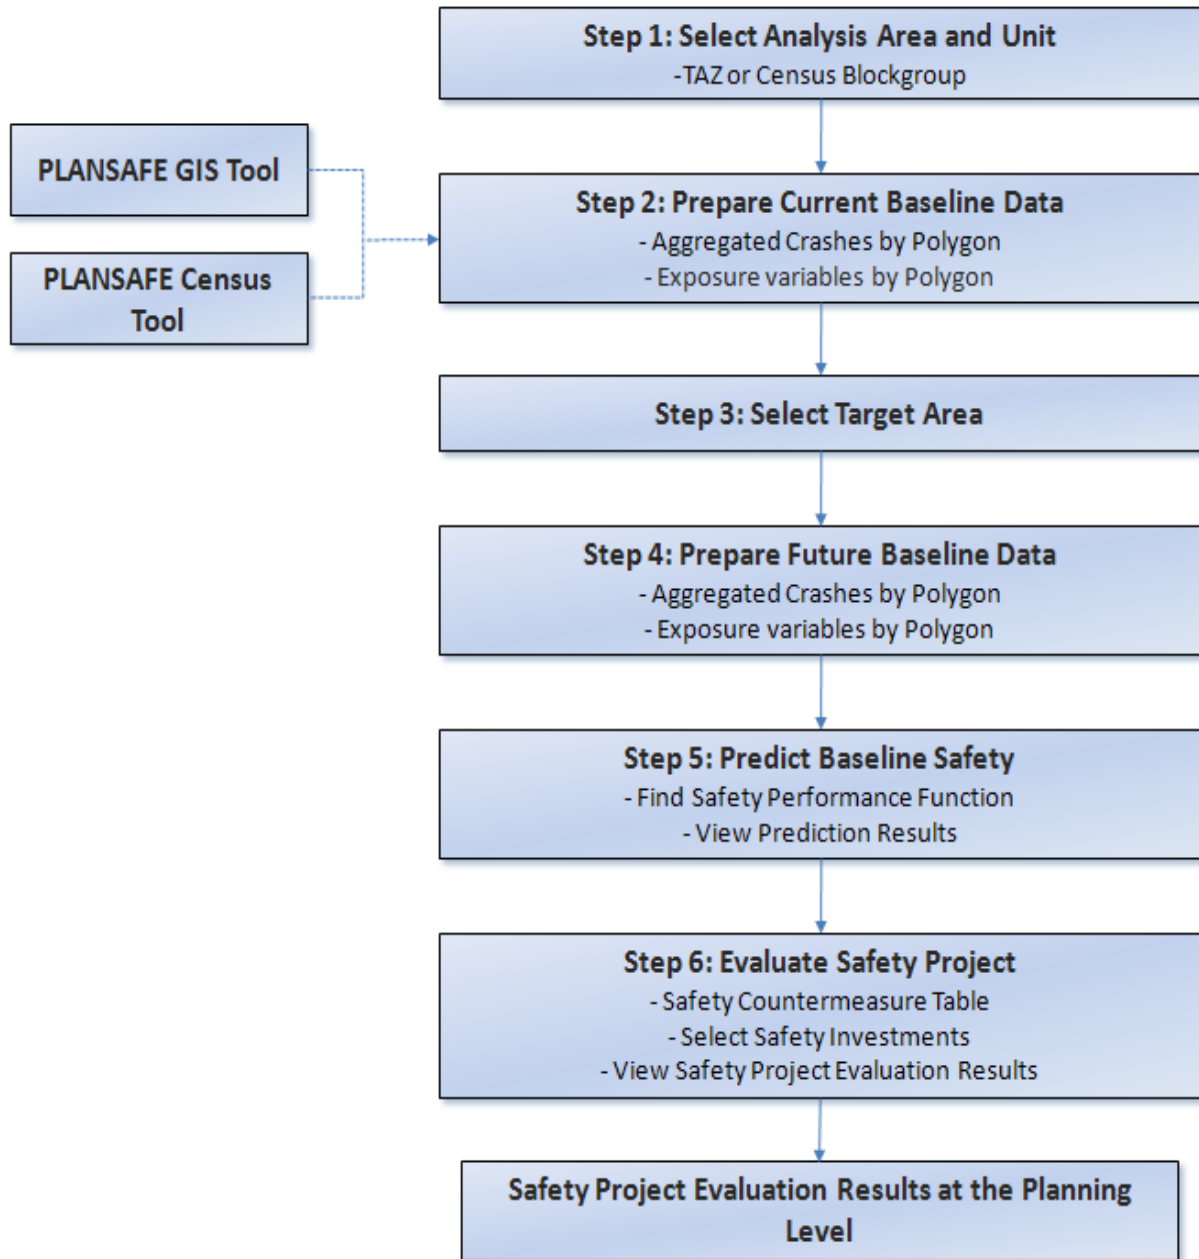 Step 1: Select Analysis Area and Unit
-TAZ or Census Blockgroup
PLANSAFE GIS Tool
PLANSAFE Census
Tool
Step 2: Prepare Current Baseline Data
- Aggregated Crashes by Polygon
- Exposure variables by Polygon
Step 3: Select Target Area
Step 4: Prepare Future Baseline Data
- Aggregated Crashes by Polygon
- Exposure variables by Polygon
Step 5: Predict Baseline Safety
- Find Safety Performance Function
- View Prediction Results
Step 6: Evaluate Safety Project
- Safety Countermeasure Table
- Select Safety Investments
- View Safety Project Evaluation Results
Safety Project Evaluation Results at the Planning
Level